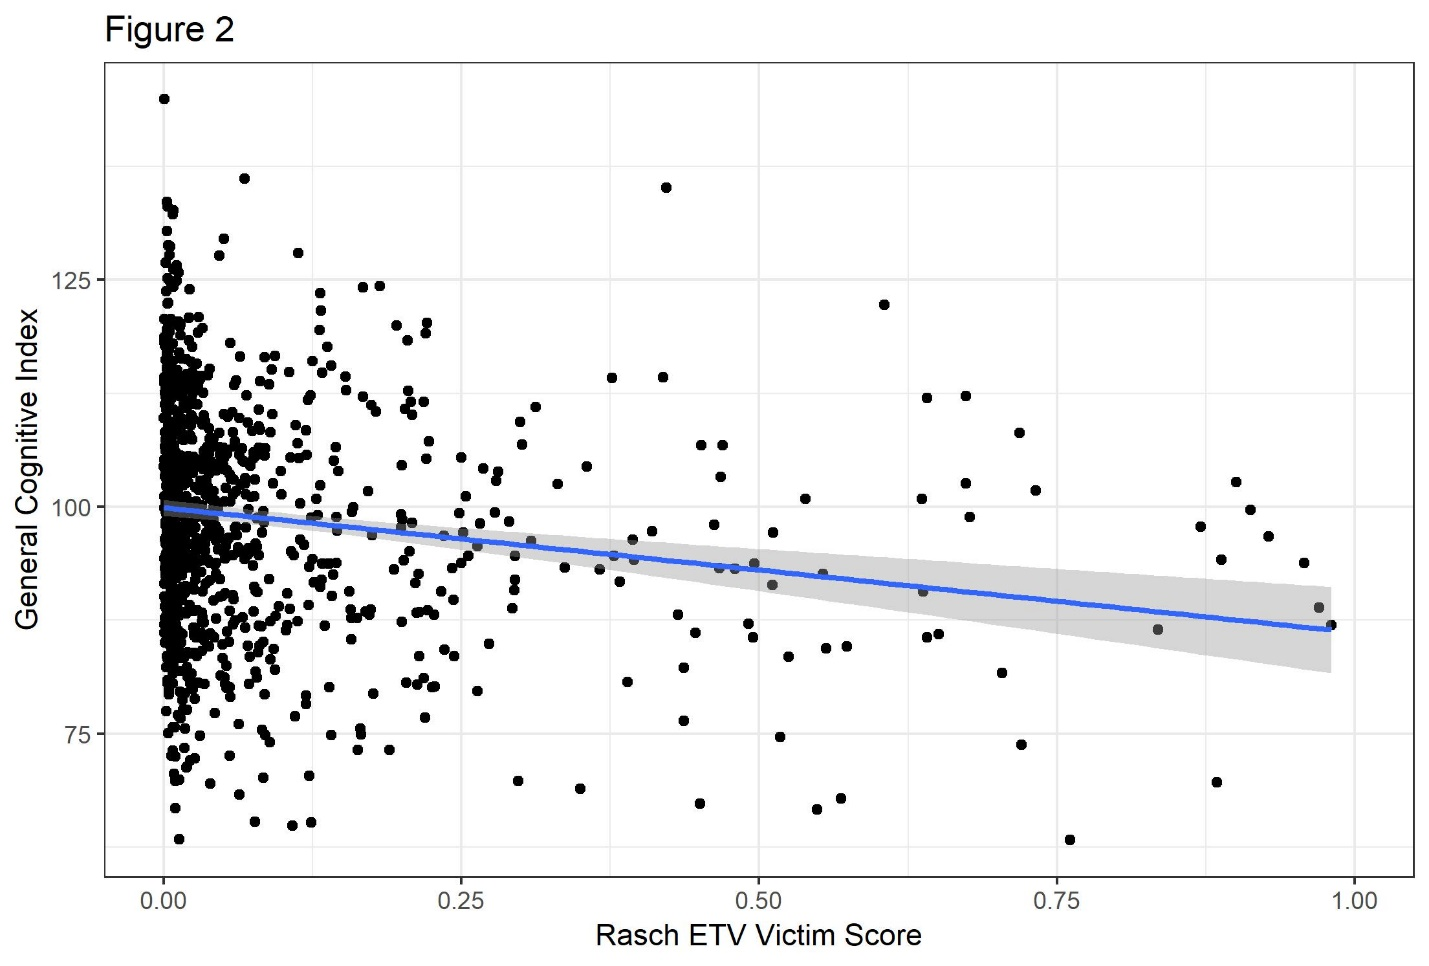 Figure 2
General Cognitive Index
125
100
75
0.00 0.25 0.50 0.75 1.00
Rasch ETV Victim Score